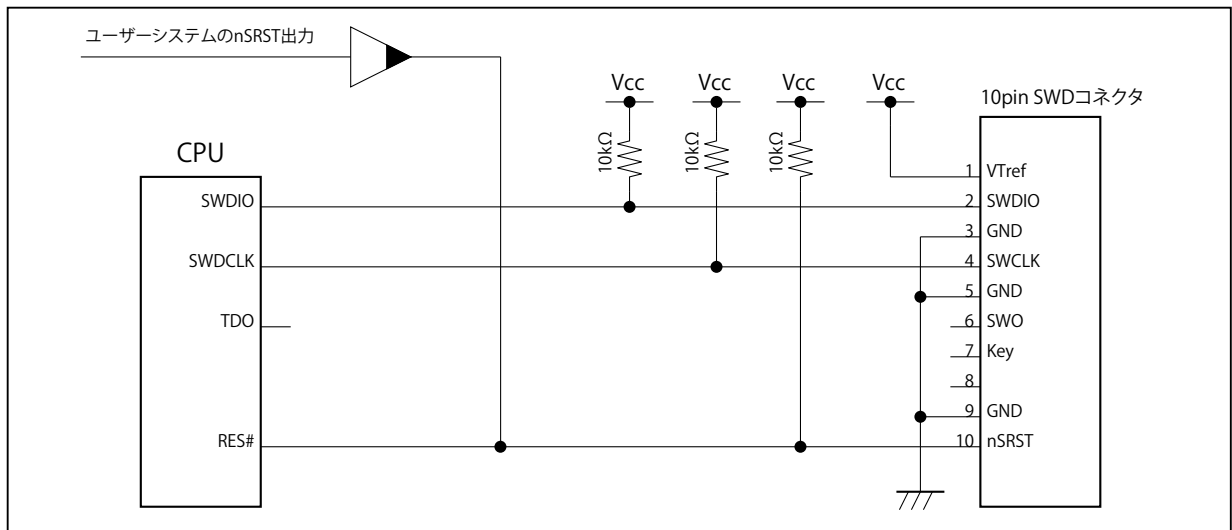 ユーザーシステムのnSRST出力
Vcc
Vcc
Vcc
Vcc
10kΩ
10kΩ
10kΩ
10pin SWDコネクタ
CPU
SWDIO
SWDCLK
TDO
RES#
1 VTref
2 SWDIO
3 GND
4 SWCLK
5 GND
6 SWO
7 Key
8
9 GND
10 nSRST